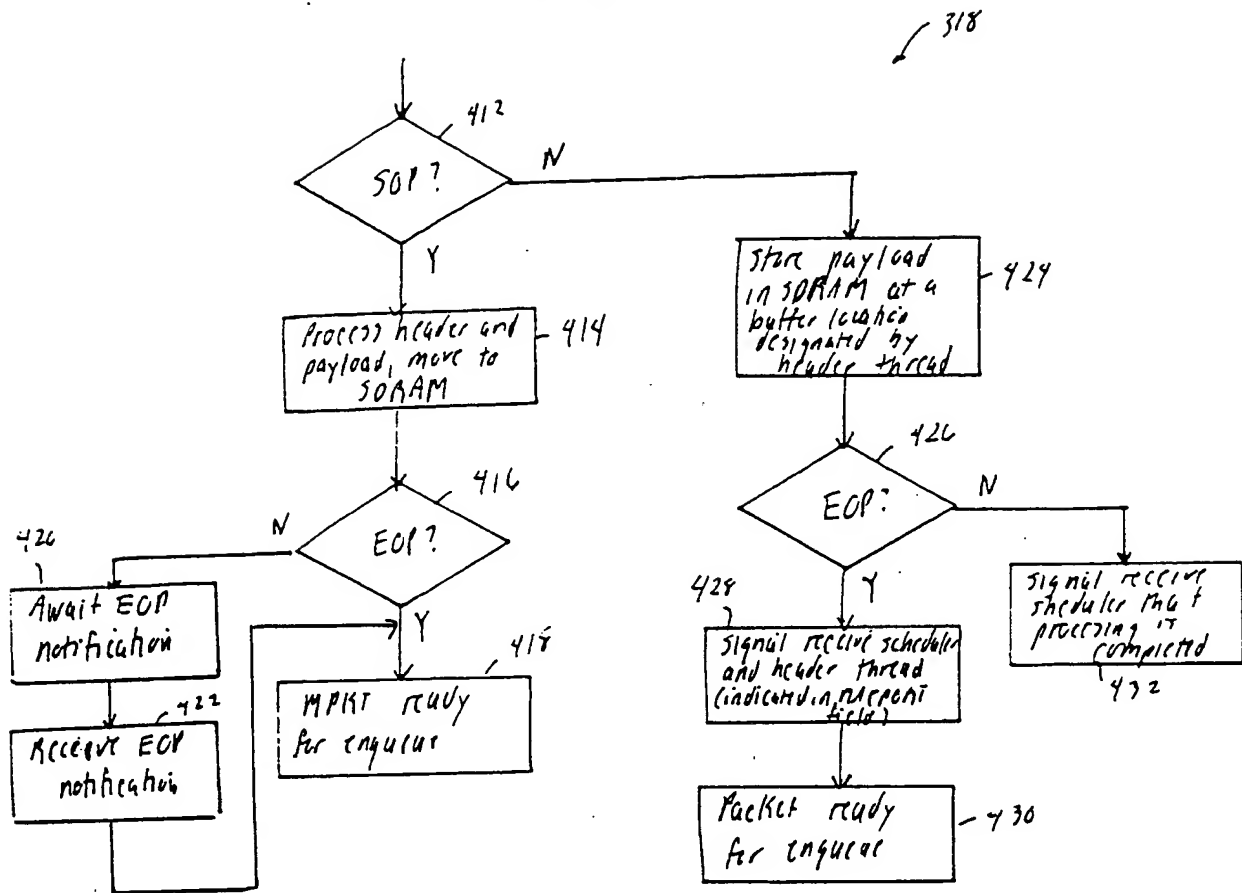 318
412
SOP?
N
Y
Process header and
payload, move to
SDRAM
414
416
EOP?
N
Y
420
Await EOP
notification
422
Receive EOP
notification
418
MPKT ready
for enqueue
Store payload
in SDRAM at a
buffer location
designated by
header thread
424
426
EOP?
N
Y
428
Signal receive scheduler
and header thread
(indicated in
field)
Signal receive
sheduler that
processing is
completed
432
Packet ready
for enqueue
430